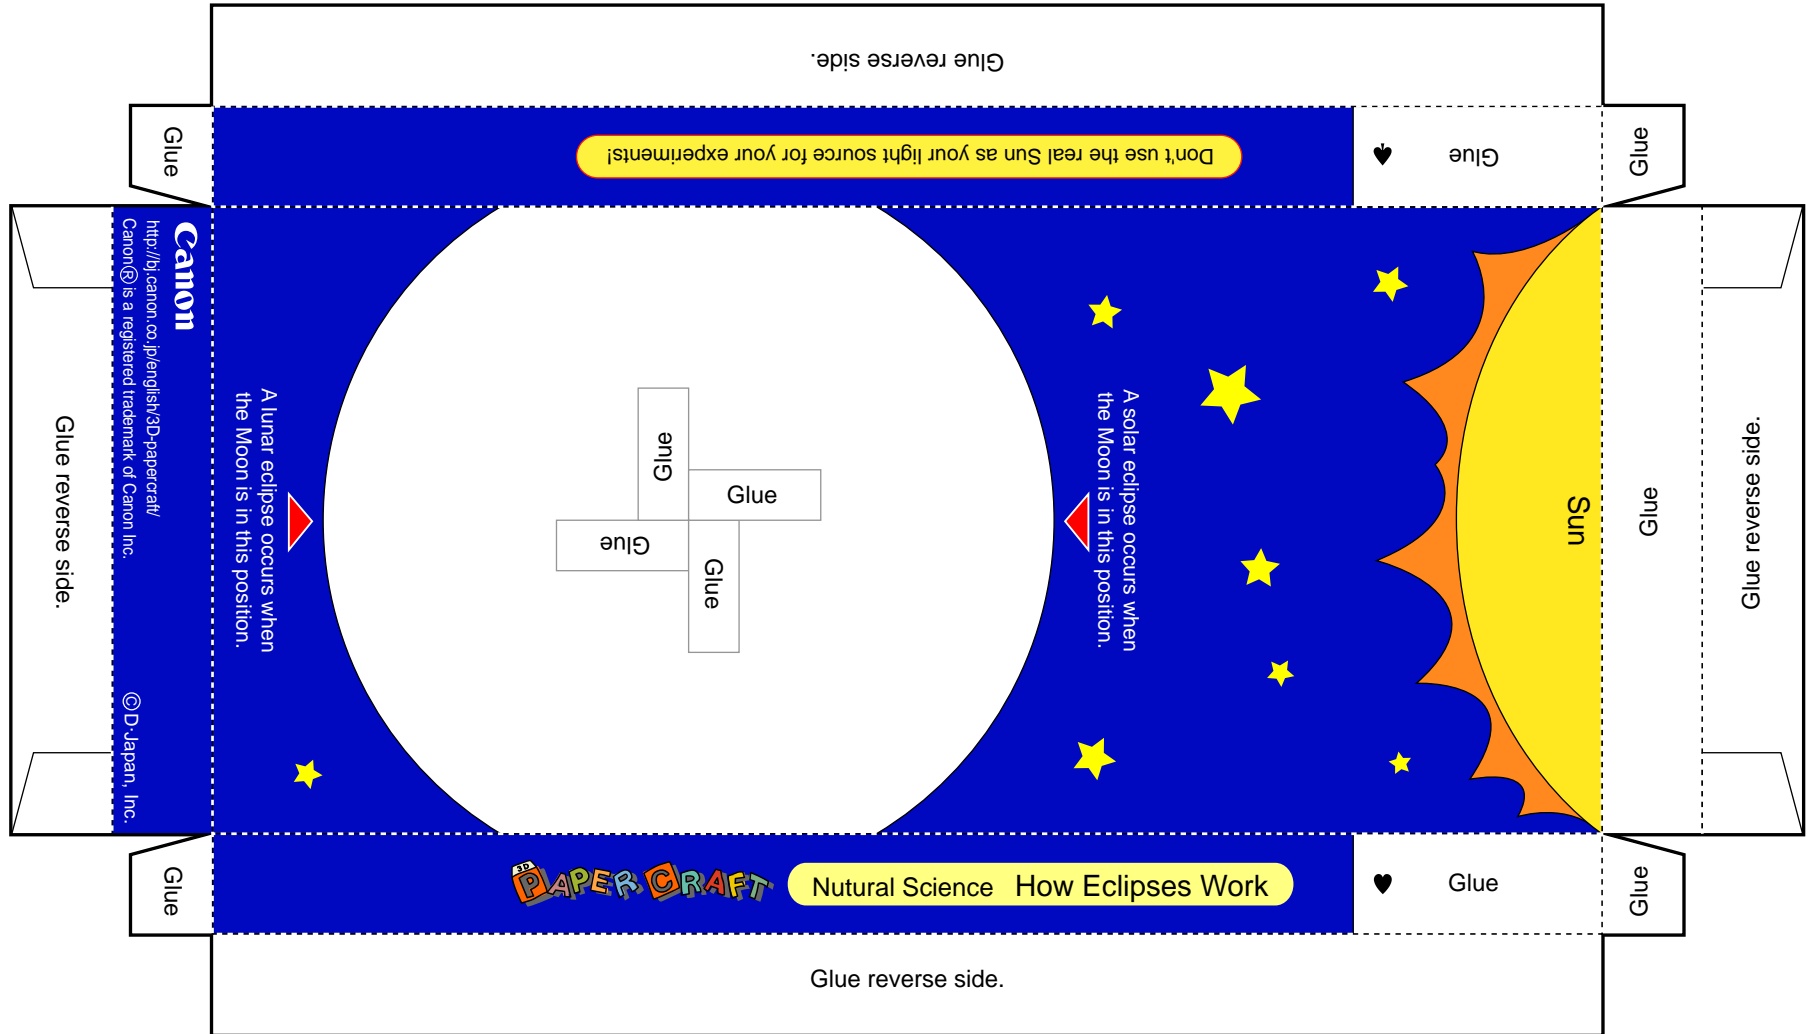 Glue reverse side.
Glue
Don't use the real Sun as your light source for your experiments!
♠
Glue
Glue
Canon
http://bj.canon.co.jp/english/3D-papercraft/
Canon® is a registered trademark of Canon Inc.
© D·Japan, Inc.
Glue reverse side.
A lunar eclipse occurs when
the Moon is in this position.
Glue
Glue
Glue
Glue
A solar eclipse occurs when
the Moon is in this position.
Sun
Glue
Glue reverse side.
Glue
3D PAPER CRAFT
Nutural Science How Eclipses Work
♥
Glue
Glue
Glue reverse side.